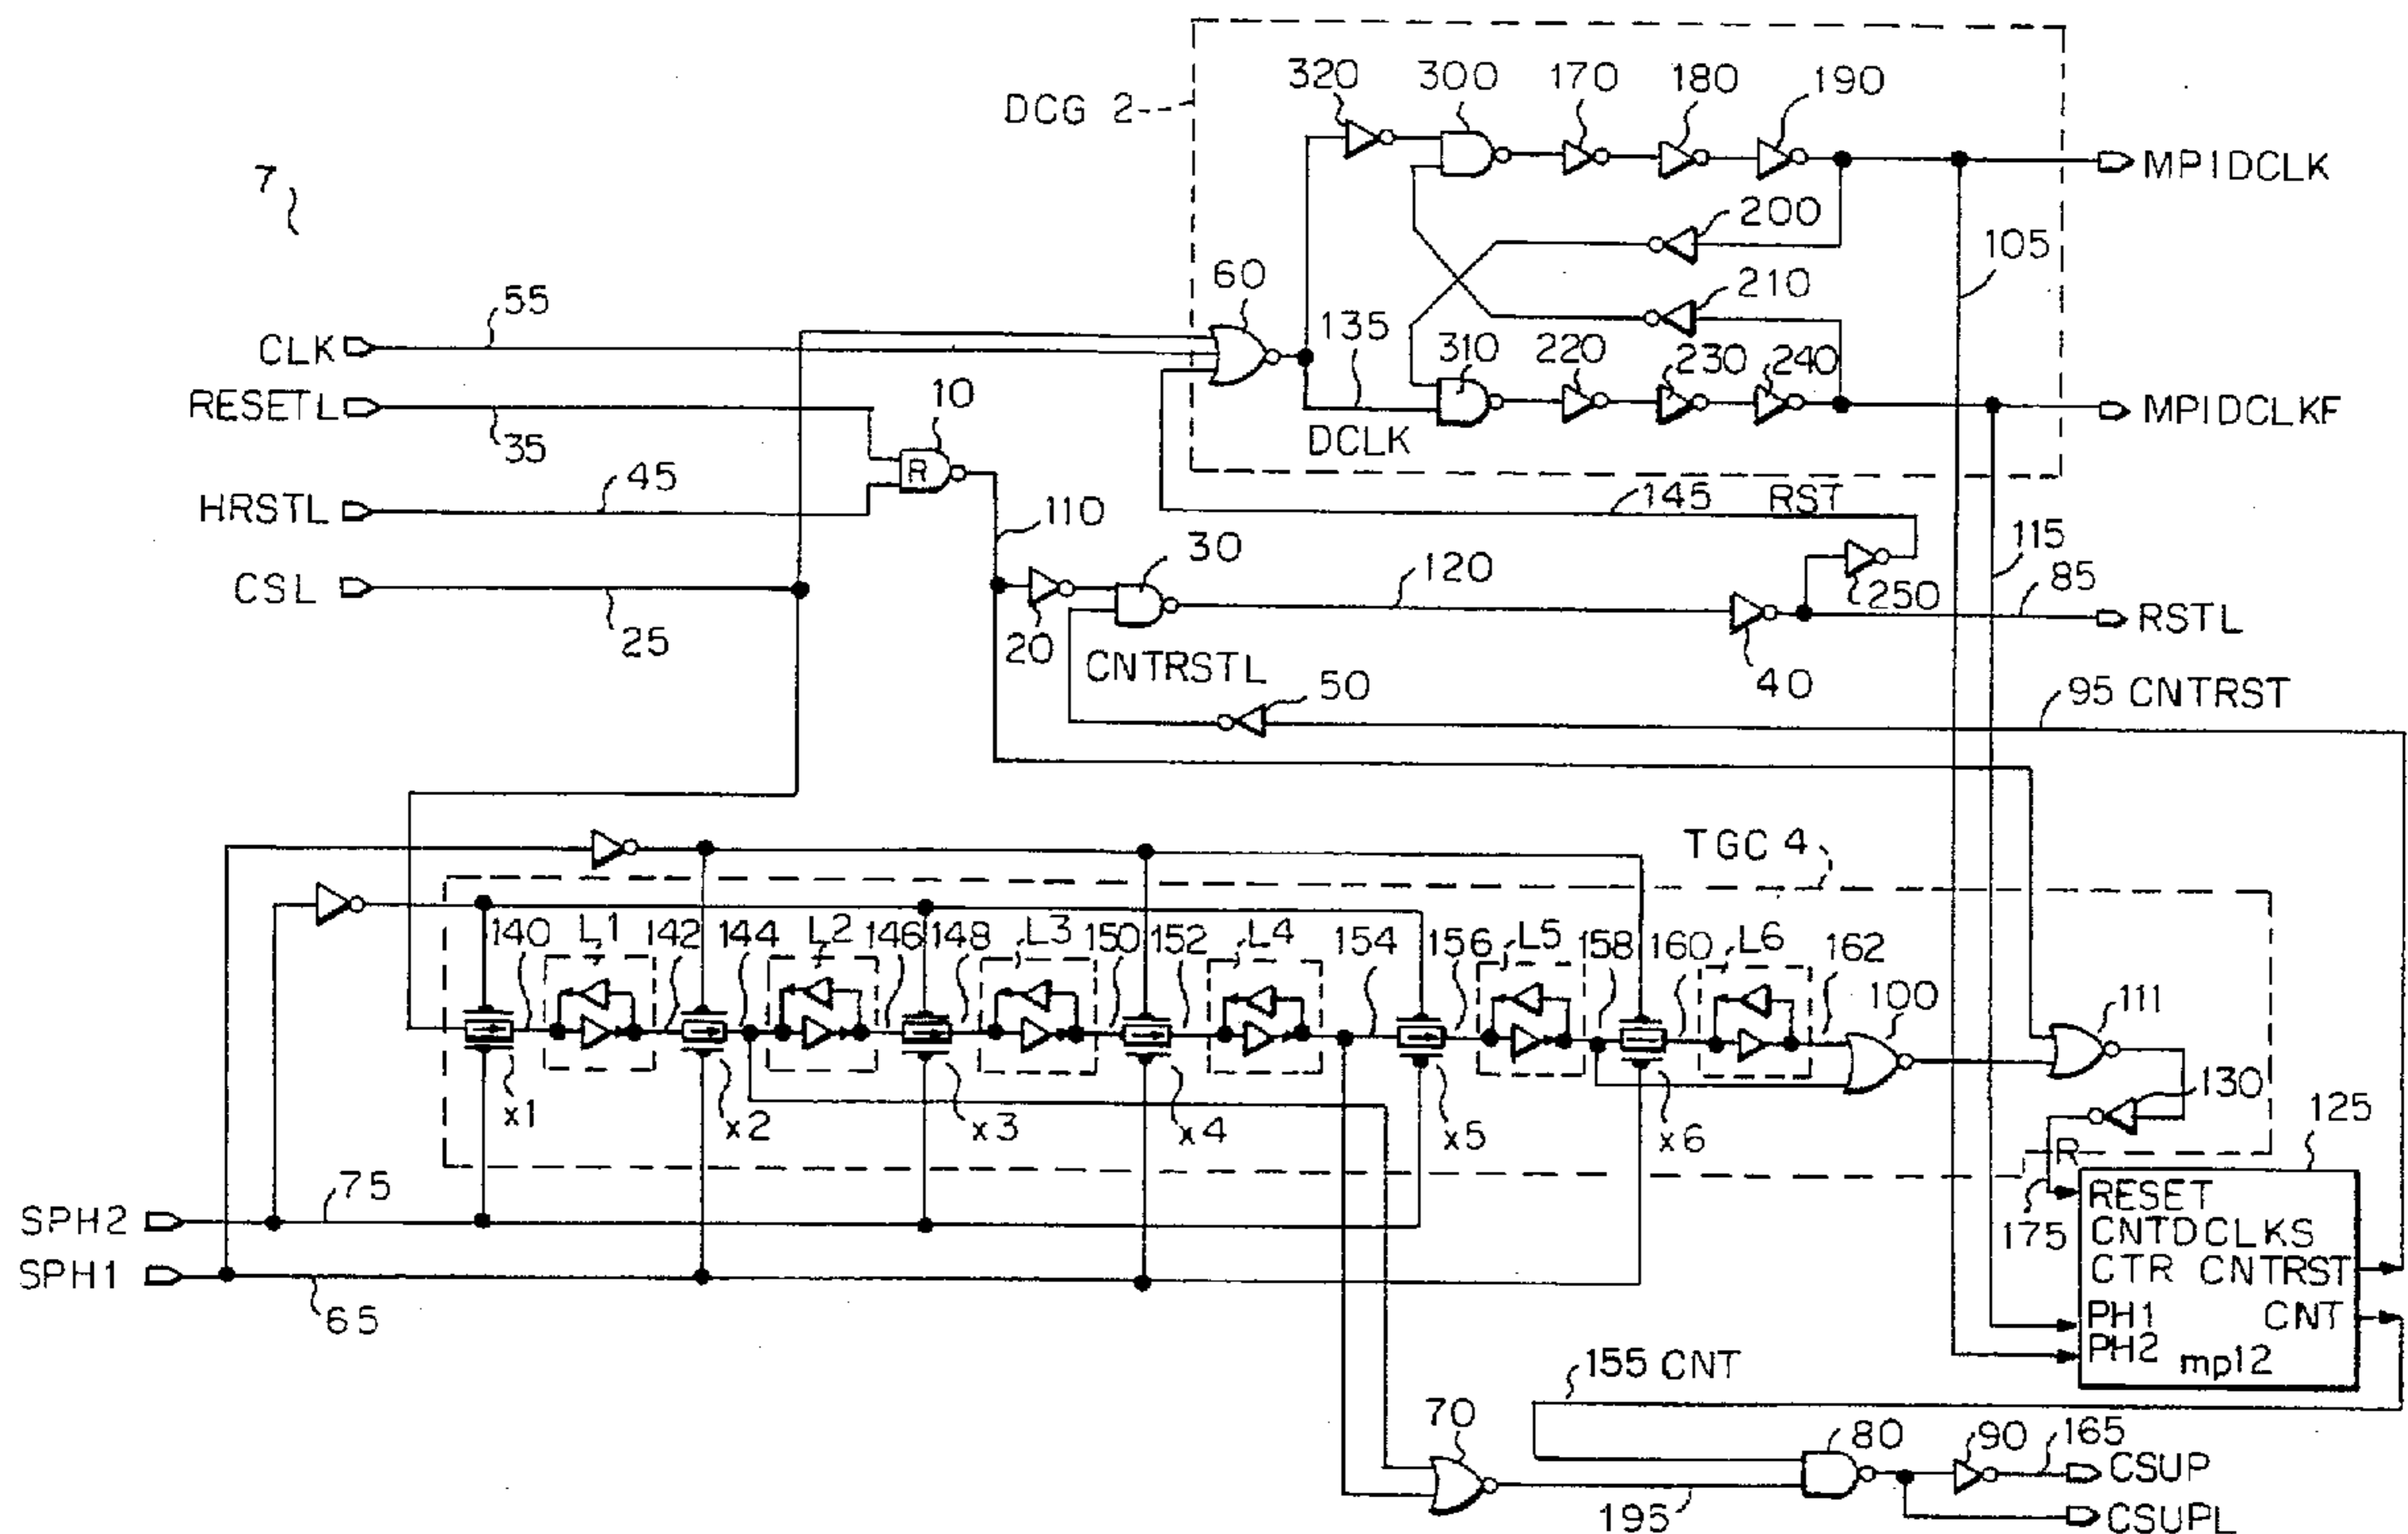 320 300 170 180 190
DCG 2
MPIDCLK
7
200
105
60
55
210
CLK
135
310 220 230 240
RESETL
10
MPIDCLKF
35
R
DCLK
45
HRSTL
145 RST
110
115
30
120
85
CSL
25
250
RSTL
20
CNTRSTL
40
50
95 CNTRST
TGC 4
140 L1 142 144 L2 146 148 L3 150 152 L4 154 156 L5 158 160 L6 162 100
111
130
x1 x2 x3 x4 x5 x6
125
R
75
SPH2
175
RESET
CNTDCLKS
SPH1
CTR CNTRST
65
PH1 CNT
PH2 mp12
155 CNT
70
80 90 165
CSUP
195
CSUPL